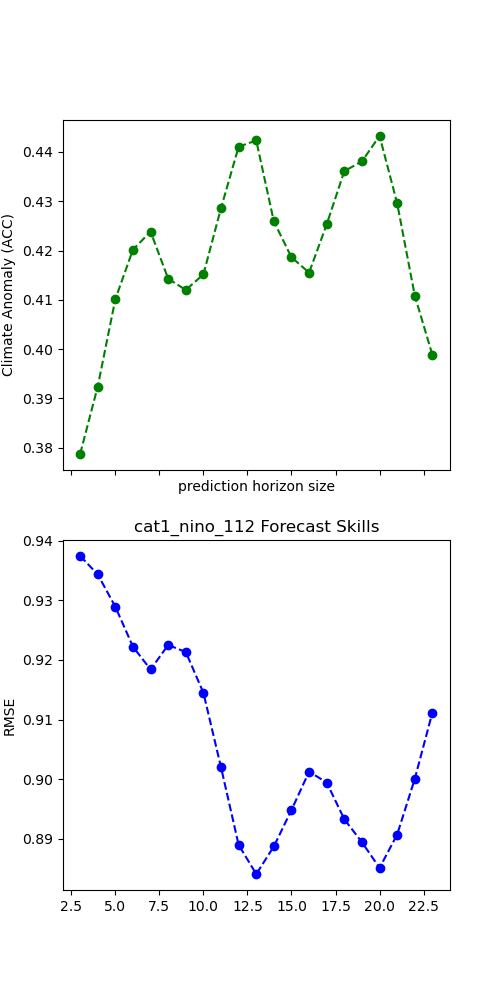 0.44
0.43
0.42
0.41
0.40
0.39
0.38
Climate Anomaly (ACC)
prediction horizon size
cat1_nino_112 Forecast Skills
0.94
0.93
0.92
0.91
0.90
0.89
RMSE
2.5 5.0 7.5 10.0 12.5 15.0 17.5 20.0 22.5